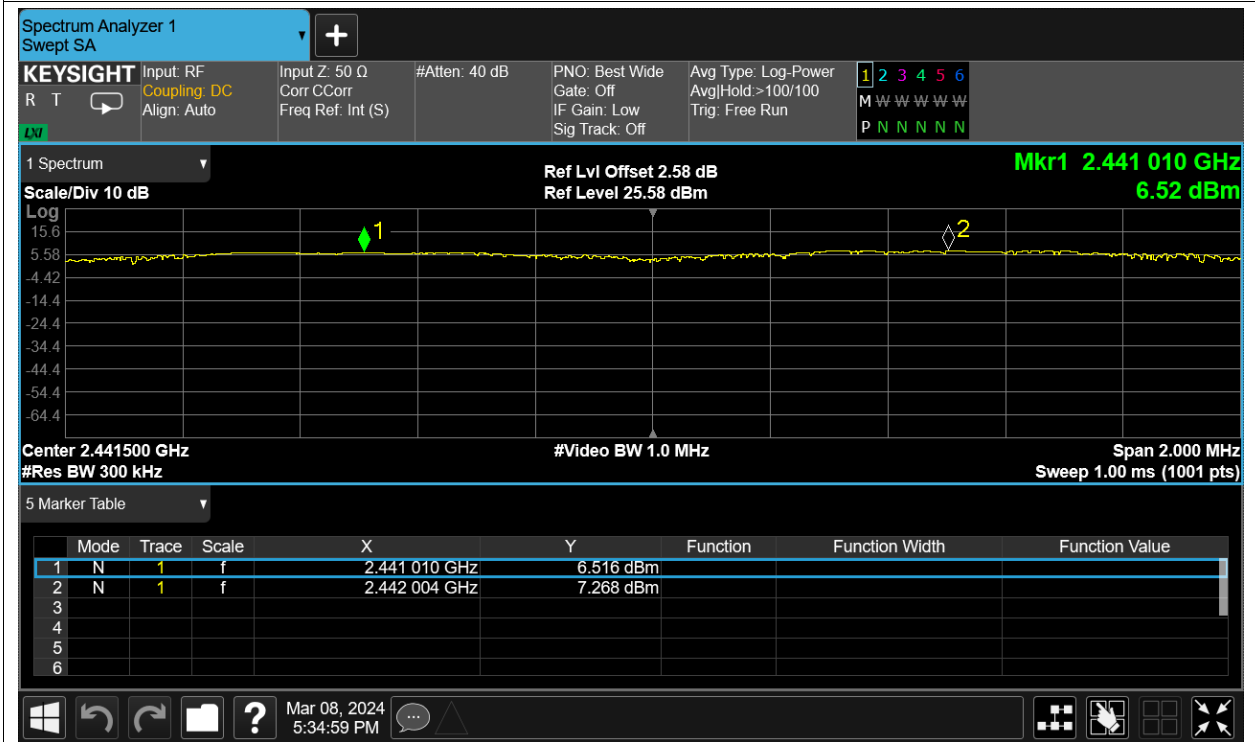 Spectrum Analyzer 1
Swept SA
+
KEYSIGHT Input: RF Input Z: 50 Ω #Atten: 40 dB PNO: Best Wide Avg Type: Log-Power 1 2 3 4 5 6
R T Coupling: DC Corr CCorr Gate: Off Avg|Hold:>100/100 M W W W W W
Align: Auto Freq Ref: Int (S) IF Gain: Low Trig: Free Run
LXI Sig Track: Off P N N N N N N
1 Spectrum Ref Lvl Offset 2.58 dB Mkr1 2.441 010 GHz
Scale/Div 10 dB Ref Level 25.58 dBm 6.52 dBm
Log
15.6
1 2
5.58
-4.42
-14.4
-24.4
-34.4
-44.4
-54.4
-64.4
Center 2.441500 GHz #Video BW 1.0 MHz Span 2.000 MHz
#Res BW 300 kHz Sweep 1.00 ms (1001 pts)
5 Marker Table
Mode Trace Scale X Y Function Function Width Function Value
1 N 1 f 2.441 010 GHz 6.516 dBm
2 N 1 f 2.442 004 GHz 7.268 dBm
3
4
5
6
? Mar 08, 2024
5:34:59 PM